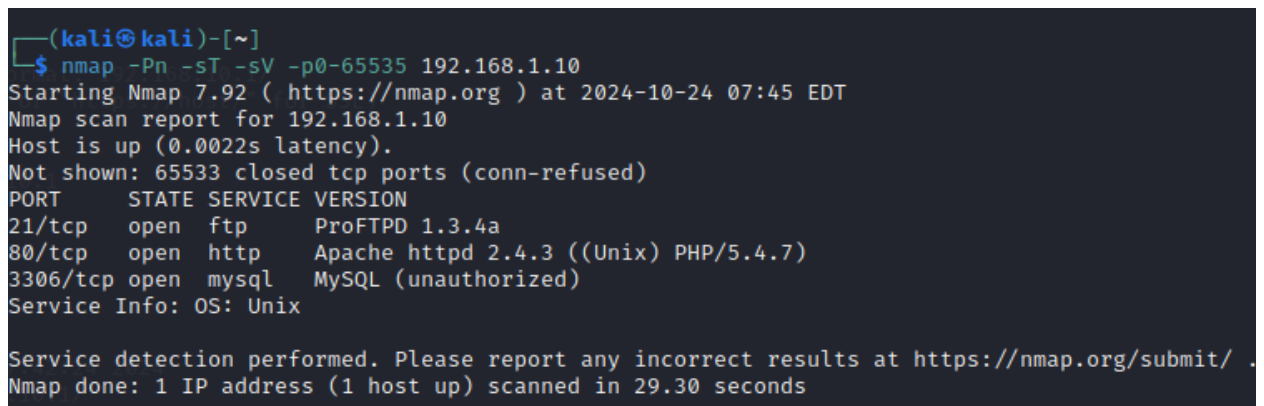 ┌──(kali㉿kali)-[~]
└─$ nmap -Pn -sT -sV -p0-65535 192.168.1.10
Starting Nmap 7.92 ( https://nmap.org ) at 2024-10-24 07:45 EDT
Nmap scan report for 192.168.1.10
Host is up (0.0022s latency).
Not shown: 65533 closed tcp ports (conn-refused)
PORT     STATE SERVICE VERSION
21/tcp   open  ftp     ProFTPD 1.3.4a
80/tcp   open  http    Apache httpd 2.4.3 ((Unix) PHP/5.4.7)
3306/tcp open  mysql   MySQL (unauthorized)
Service Info: OS: Unix
Service detection performed. Please report any incorrect results at https://nmap.org/submit/ .
Nmap done: 1 IP address (1 host up) scanned in 29.30 seconds